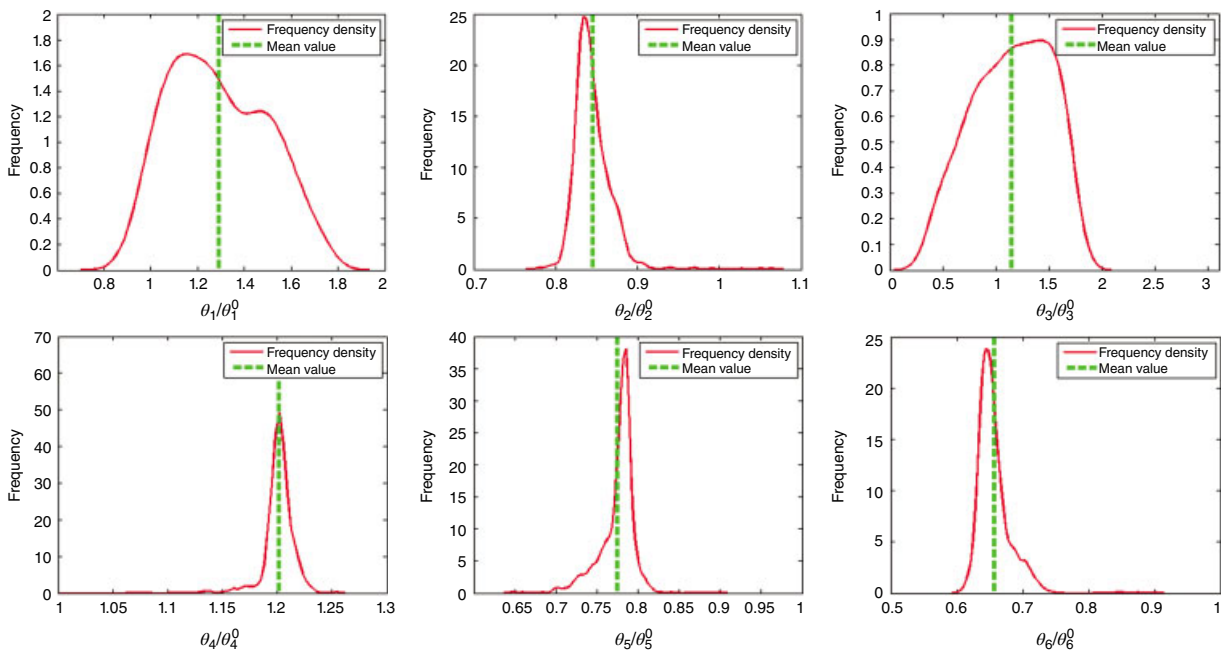 2
1.8
1.6
1.4
1.2
1
0.8
0.6
0.4
0.2
0
Frequency
Frequency density
Mean value
1 1.2 1.4 1.6 1.8 2
θ₁/θ₁⁰
25
20
15
10
5
0
Frequency
Frequency density
Mean value
0.7 0.8 0.9 1 1.1
θ₂/θ₂⁰
1
0.9
0.8
0.7
0.6
0.5
0.4
0.3
0.2
0.1
0
Frequency
Frequency density
Mean value
0 0.5 1 1.5 2 2.5 3
θ₃/θ₃⁰
70
60
50
40
30
20
10
0
Frequency
Frequency density
Mean value
1 1.05 1.1 1.15 1.2 1.25 1.3
θ₄/θ₄⁰
40
35
30
25
20
15
10
5
0
Frequency
Frequency density
Mean value
0.65 0.7 0.75 0.8 0.85 0.9 0.95 1
θ₅/θ₅⁰
25
20
15
10
5
0
Frequency
Frequency density
Mean value
0.5 0.6 0.7 0.8 0.9 1
θ₆/θ₆⁰